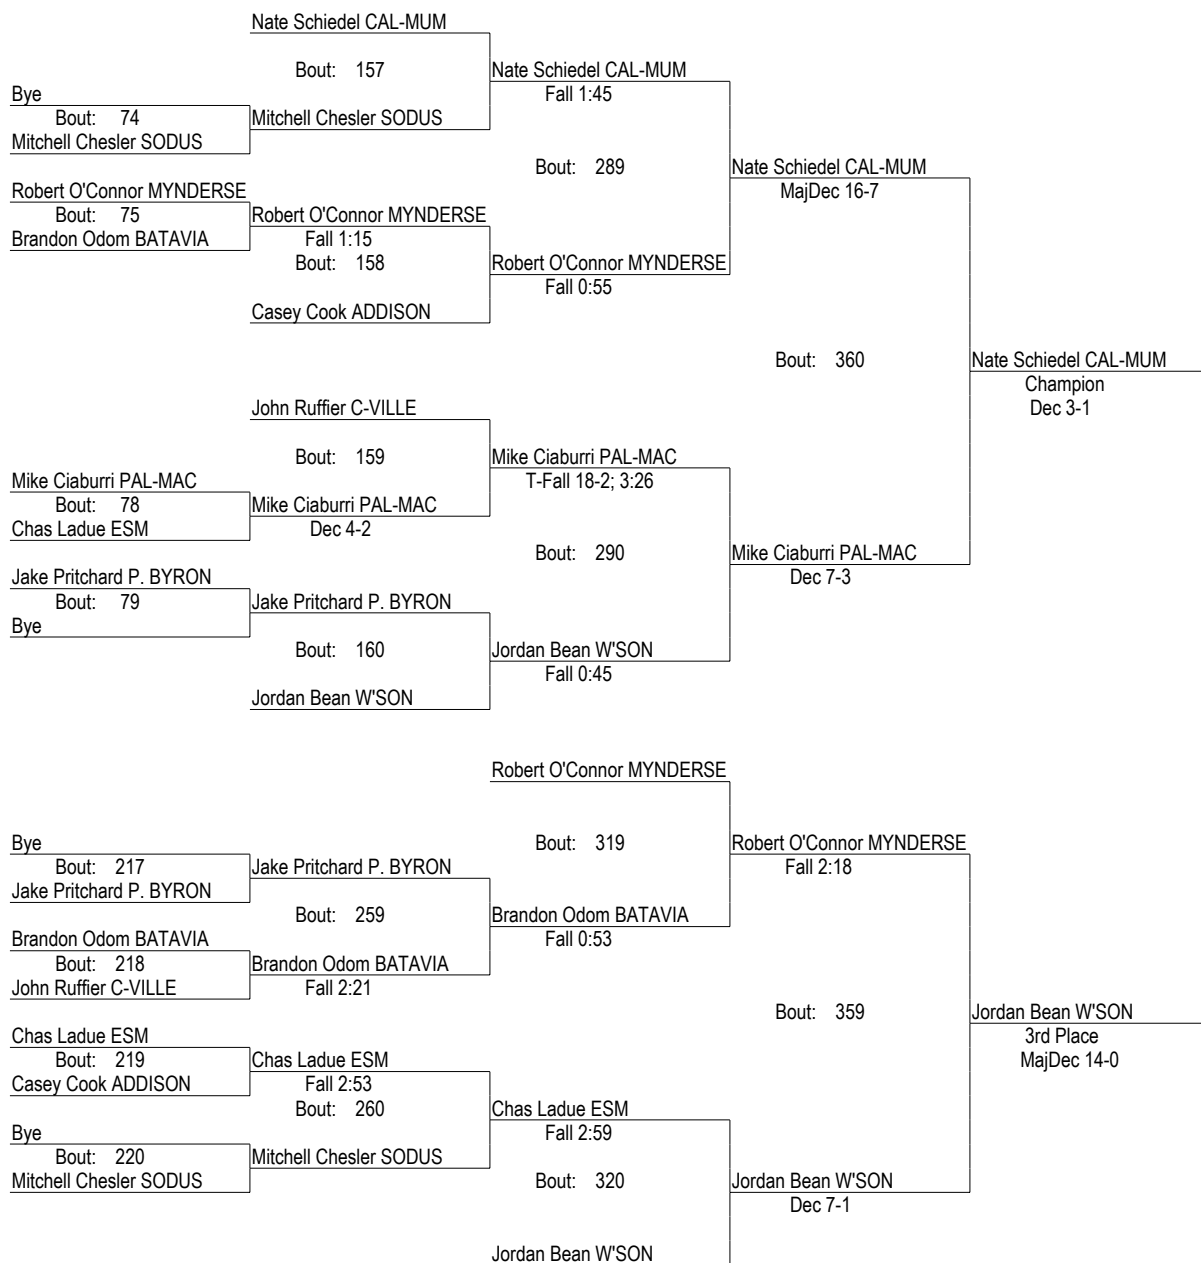 Nate Schiedel CAL-MUM
Bout: 157
Nate Schiedel CAL-MUM
Fall 1:45
Bye
Bout: 74
Mitchell Chesler SODUS
Mitchell Chesler SODUS
Bout: 289
Nate Schiedel CAL-MUM
MajDec 16-7
Robert O'Connor MYNDERSE
Bout: 75
Brandon Odom BATAVIA
Robert O'Connor MYNDERSE
Fall 1:15
Bout: 158
Robert O'Connor MYNDERSE
Fall 0:55
Casey Cook ADDISON
Bout: 360
Nate Schiedel CAL-MUM
Champion
Dec 3-1
John Ruffier C-VILLE
Bout: 159
Mike Ciaburri PAL-MAC
T-Fall 18-2; 3:26
Mike Ciaburri PAL-MAC
Bout: 78
Chas Ladue ESM
Mike Ciaburri PAL-MAC
Dec 4-2
Bout: 290
Mike Ciaburri PAL-MAC
Dec 7-3
Jake Pritchard P. BYRON
Bout: 79
Bye
Jake Pritchard P. BYRON
Bout: 160
Jordan Bean W'SON
Fall 0:45
Jordan Bean W'SON
Robert O'Connor MYNDERSE
Bout: 319
Robert O'Connor MYNDERSE
Fall 2:18
Bye
Bout: 217
Jake Pritchard P. BYRON
Jake Pritchard P. BYRON
Bout: 259
Brandon Odom BATAVIA
Fall 0:53
Brandon Odom BATAVIA
Bout: 218
John Ruffier C-VILLE
Brandon Odom BATAVIA
Fall 2:21
Bout: 359
Jordan Bean W'SON
3rd Place
MajDec 14-0
Chas Ladue ESM
Bout: 219
Casey Cook ADDISON
Chas Ladue ESM
Fall 2:53
Bout: 260
Chas Ladue ESM
Fall 2:59
Bye
Bout: 220
Mitchell Chesler SODUS
Mitchell Chesler SODUS
Bout: 320
Jordan Bean W'SON
Dec 7-1
Jordan Bean W'SON